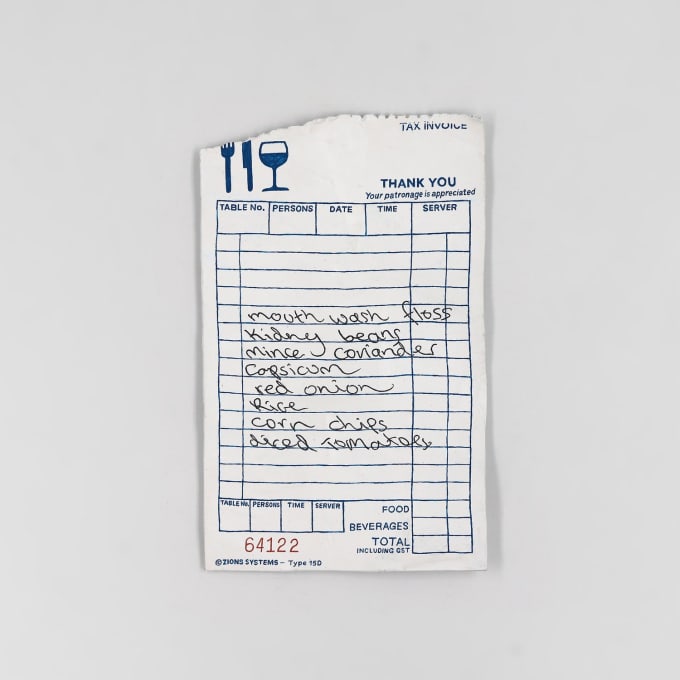 TAX INVOICE
THANK YOU
Your patronage is appreciated
TABLE No. PERSONS DATE TIME SERVER
mouth wash floss
Kidney beans
mince coriander
Capsicum
red onion
Rice
corn chips
diced tomatoes
TABLE No. PERSONS TIME SERVER
FOOD
BEVERAGES
TOTAL
INCLUDING GST
64122
©ZIONS SYSTEMS - Type 15D